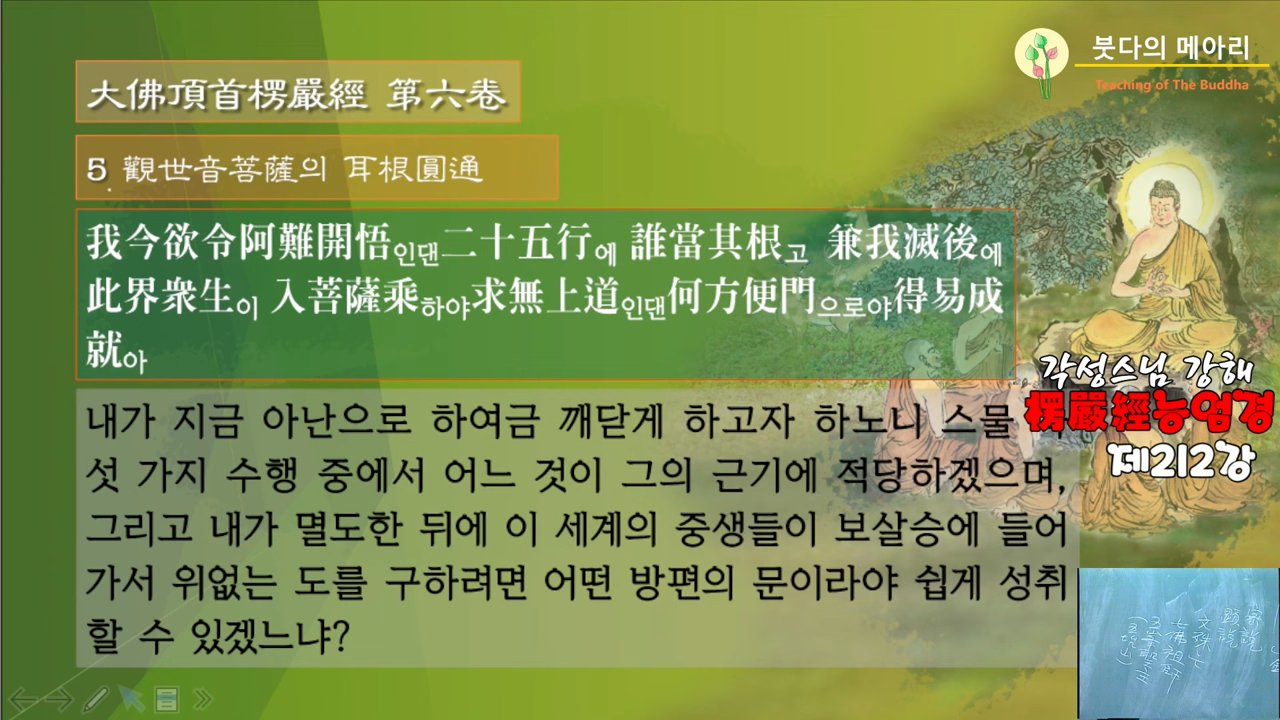 大佛頂首楞嚴經 第六卷
5. 觀世音菩薩의 耳根圓通
我今欲令阿難開悟인댄二十五行에 誰當其根고 兼我滅後에
此界衆生이 入菩薩乘하야求無上道인댄何方便門으로야得易成
就아
내가 지금 아난으로 하여금 깨닫게 하고자 하노니 스물
섯 가지 수행 중에서 어느 것이 그의 근기에 적당하겠으며,
그리고 내가 멸도한 뒤에 이 세계의 중생들이 보살승에 들어
가서 위없는 도를 구하려면 어떤 방편의 문이라야 쉽게 성취
할 수 있겠느냐?
붓다의 메아리
Teaching of The Buddha
각성스님 강해
楞嚴經능엄경
제212강